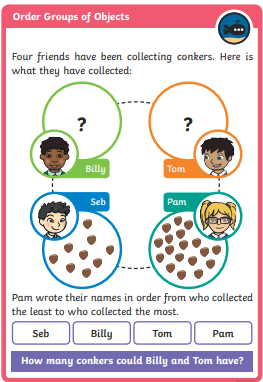 Order Groups of Objects
Four friends have been collecting conkers. Here is
what they have collected:
?
?
Billy
Tom
Seb
Pam
Pam wrote their names in order from who collected
the least to who collected the most.
Seb
Billy
Tom
Pam
How many conkers could Billy and Tom have?